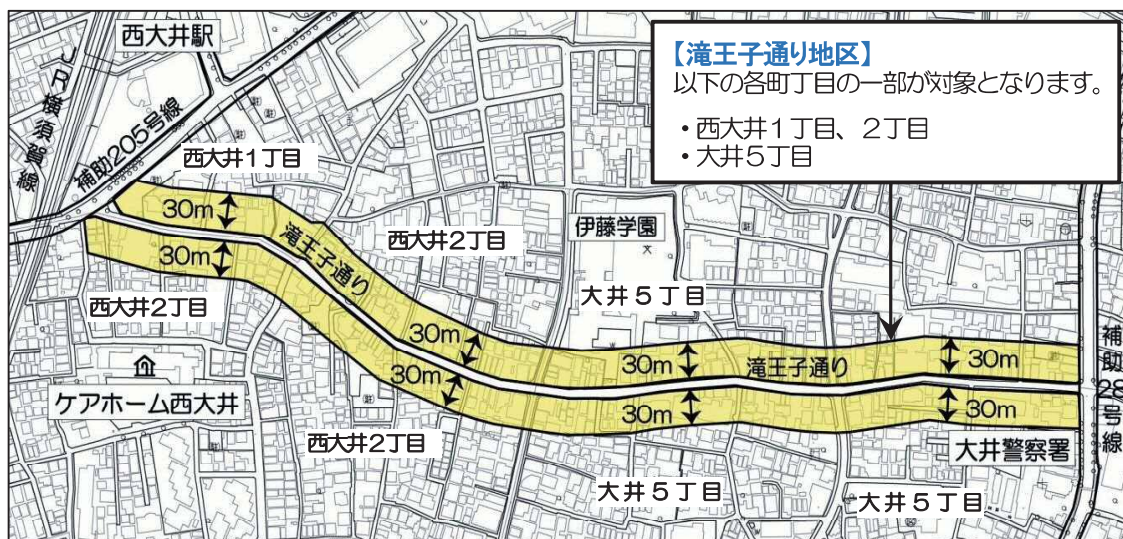 西大井駅
JR横須賀線
補助205号線
【滝王子通り地区】
以下の各町丁目の一部が対象となります。
・西大井1丁目、2丁目
・大井5丁目
西大井1丁目
30m
30m
滝王子通り
西大井2丁目
伊藤学園
文
大井5丁目
西大井2丁目
30m
30m
30m
滝王子通り
30m
30m
30m
補助28号線
ケアホーム西大井
西大井2丁目
大井警察署
大井5丁目
大井5丁目